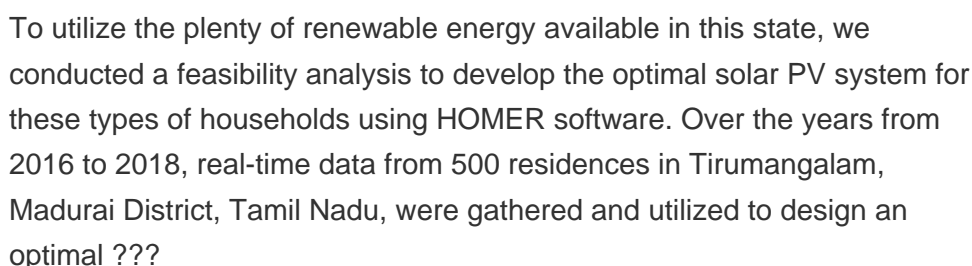 To utilize the plenty of renewable energy available in this state, we
conducted a feasibility analysis to develop the optimal solar PV system for
these types of households using HOMER software. Over the years from
2016 to 2018, real-time data from 500 residences in Tirumangalam,
Madurai District, Tamil Nadu, were gathered and utilized to design an
optimal ???